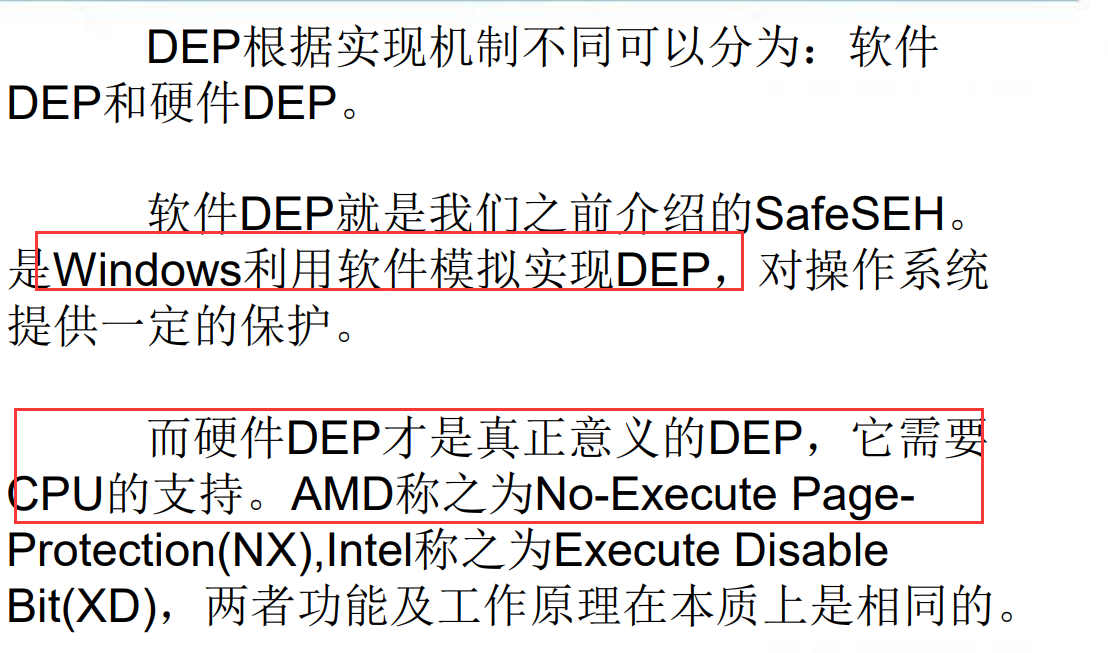 DEP根据实现机制不同可以分为：软件
DEP和硬件DEP。
软件DEP就是我们之前介绍的SafeSEH。
是Windows利用软件模拟实现DEP，对操作系统
提供一定的保护。
而硬件DEP才是真正意义的DEP，它需要
CPU的支持。AMD称之为No-Execute Page-
Protection(NX),Intel称之为Execute Disable
Bit(XD)，两者功能及工作原理在本质上是相同的。